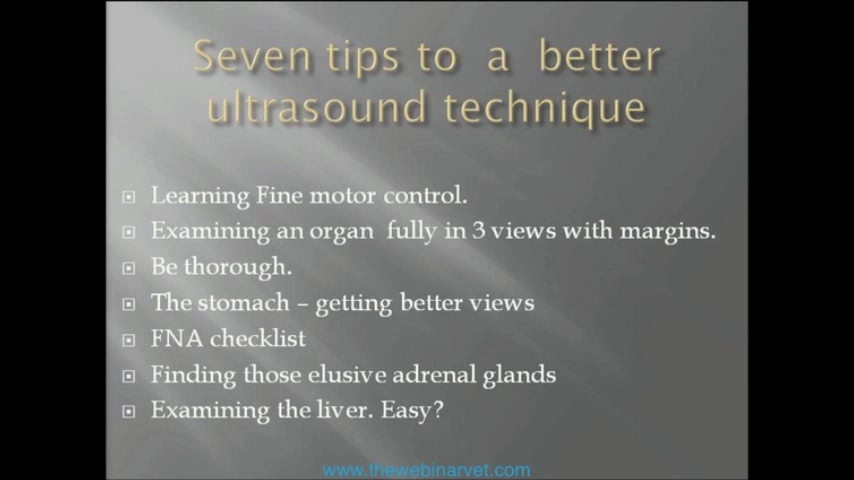 Seven tips to a better
ultrasound technique
Learning Fine motor control.
Examining an organ fully in 3 views with margins.
Be thorough.
The stomach – getting better views
FNA checklist
Finding those elusive adrenal glands
Examining the liver. Easy?
www.thewebinarvet.com